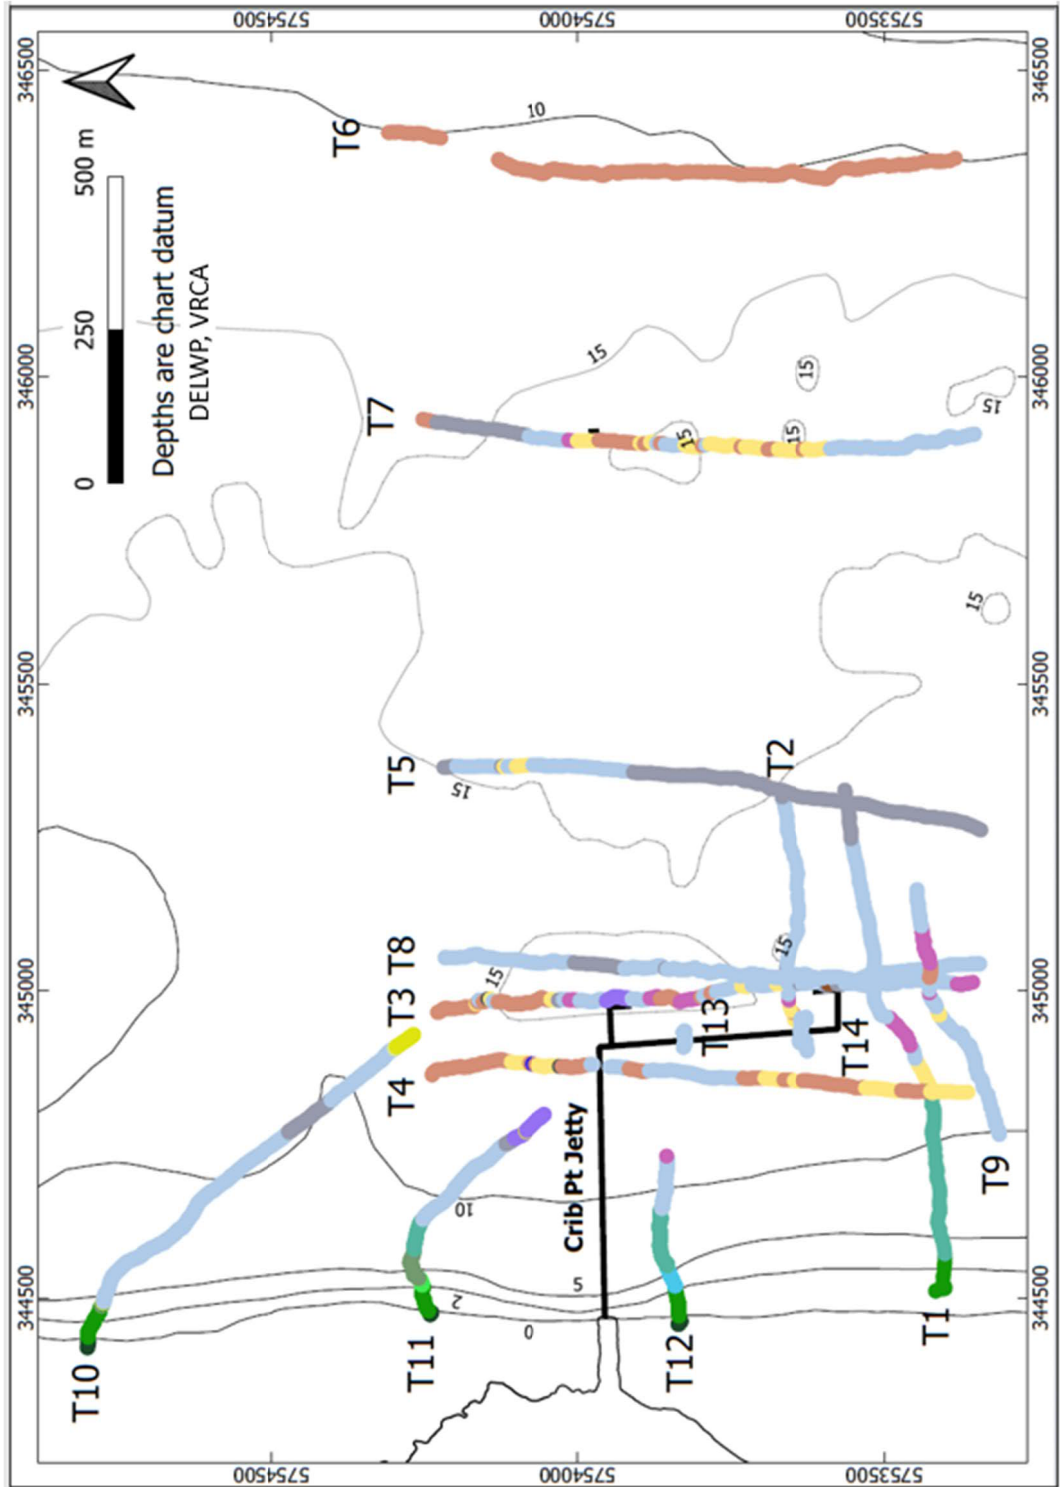 5754500
5754000
5753500
346500
346500
0
250
500 m
Depths are chart datum
DELWP, VRCA
T6
10
15
346000
346000
15
T7
15
15
15
15
345500
345500
T5
15
T2
T8
15
15
345000
345000
T3
T13
T14
T4
Crib Pt Jetty
10
T9
5
2
0
344500
344500
T10
T11
T12
T1
5754500
5754000
5753500